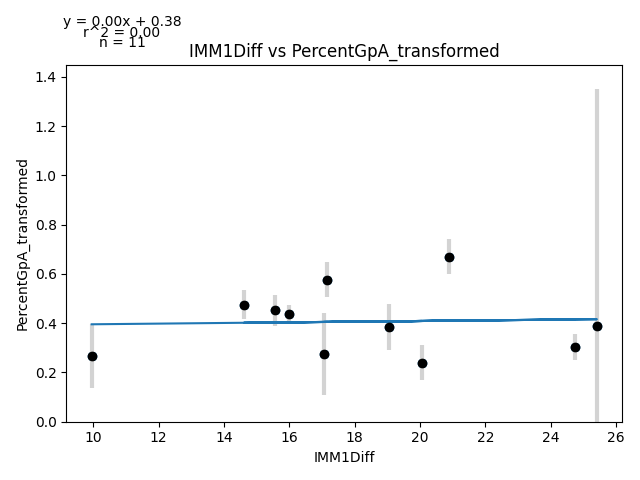 y = 0.00x + 0.38
r^2 = 0.00
n = 11
IMM1Diff vs PercentGpA_transformed
1.4
1.2
1.0
0.8
0.6
0.4
0.2
0.0
PercentGpA_transformed
10 12 14 16 18 20 22 24 26
IMM1Diff